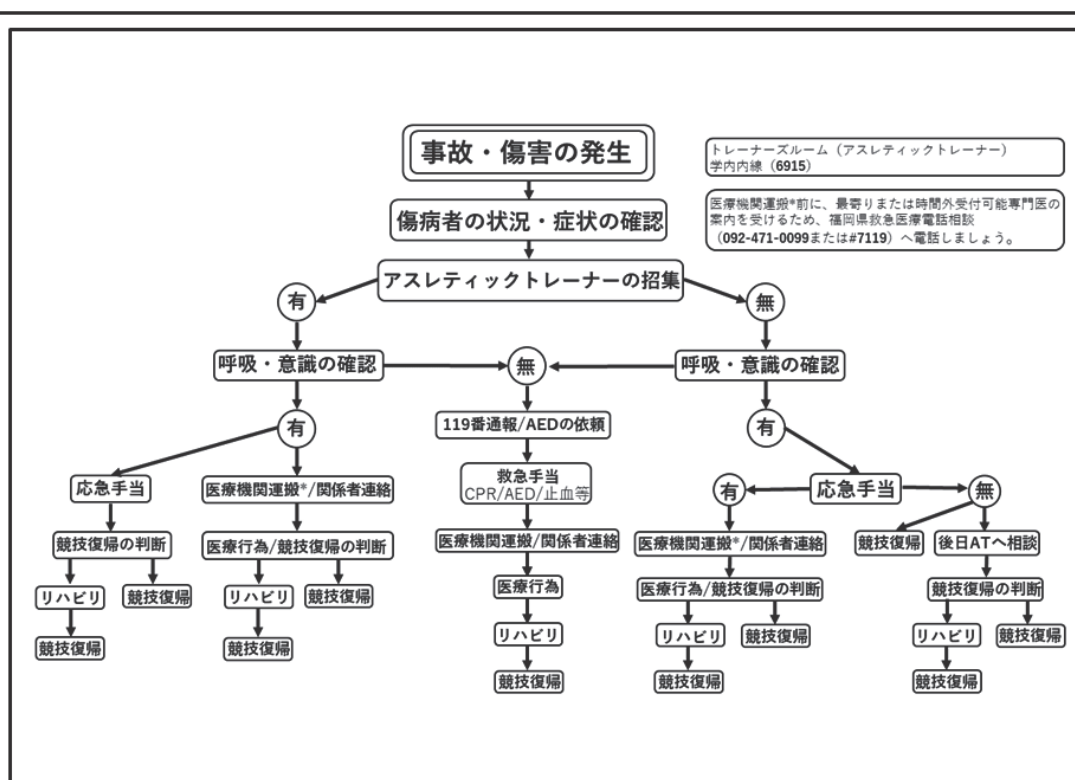 事故・傷害の発生
トレーナーズルーム（アスレティックトレーナー）
学内内線（6915）
傷病者の状況・症状の確認
医療機関運搬*前に、最寄りまたは時間外受付可能専門医の
案内を受けるため、福岡県救急医療電話相談
（092-471-0099または#7119）へ電話しましょう。
アスレティックトレーナーの招集
有
無
呼吸・意識の確認
無
呼吸・意識の確認
有
119番通報/AEDの依頼
有
応急手当
医療機関運搬*/関係者連絡
救急手当
CPR/AED/止血等
有
応急手当
無
競技復帰の判断
医療行為/競技復帰の判断
医療機関運搬/関係者連絡
医療機関運搬*/関係者連絡
競技復帰
後日ATへ相談
リハビリ
競技復帰
リハビリ
競技復帰
医療行為
医療行為/競技復帰の判断
競技復帰の判断
競技復帰
競技復帰
リハビリ
リハビリ
競技復帰
リハビリ
競技復帰
競技復帰
競技復帰
競技復帰